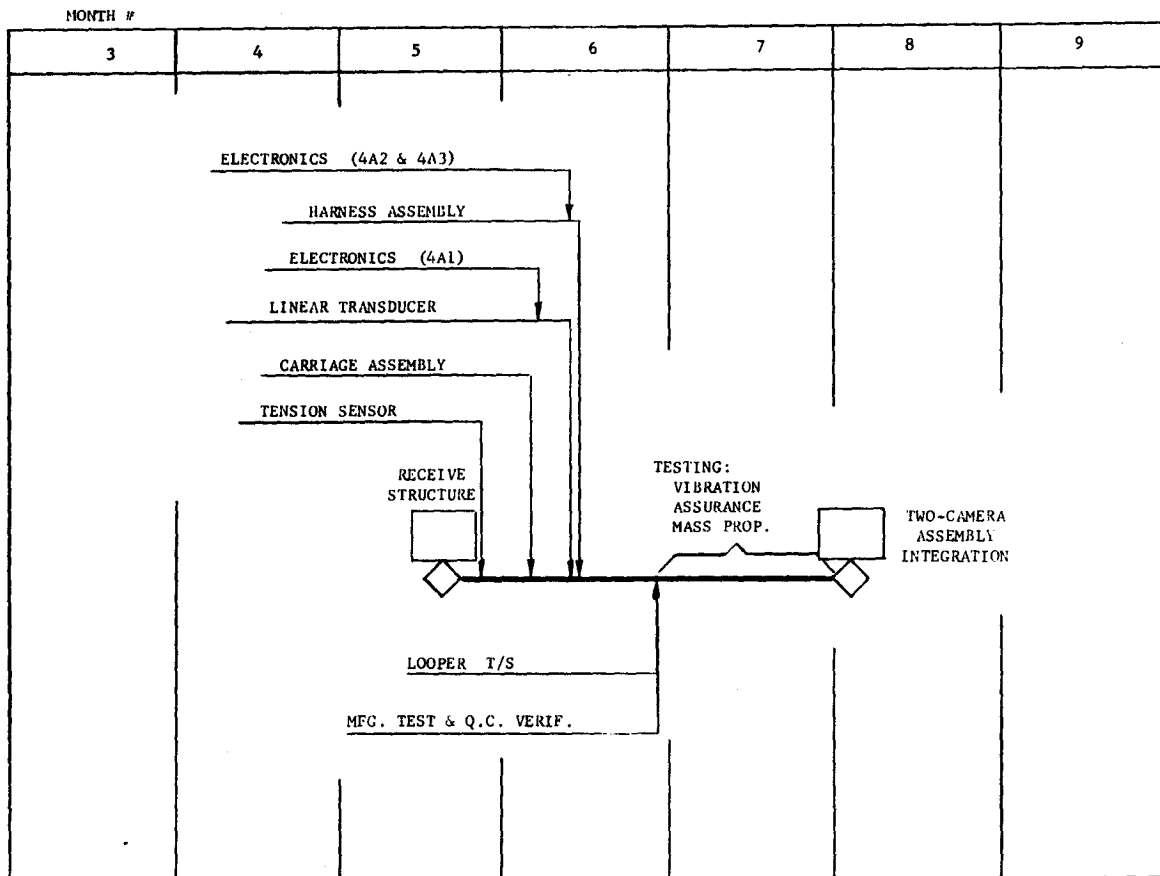 MONTH #
3 4 5 6 7 8 9
ELECTRONICS (4A2 & 4A3)
HARNESS ASSEMBLY
ELECTRONICS (4A1)
LINEAR TRANSDUCER
CARRIAGE ASSEMBLY
TENSION SENSOR
RECEIVE
STRUCTURE
TESTING:
VIBRATION
ASSURANCE
MASS PROP.
TWO-CAMERA
ASSEMBLY
INTEGRATION
LOOPER T/S
MFG. TEST & Q.C. VERIF.